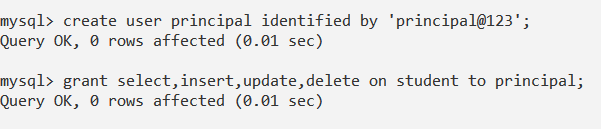 mysql> create user principal identified by 'principal@123';
Query OK, 0 rows affected (0.01 sec)
mysql> grant select,insert,update,delete on student to principal;
Query OK, 0 rows affected (0.01 sec)